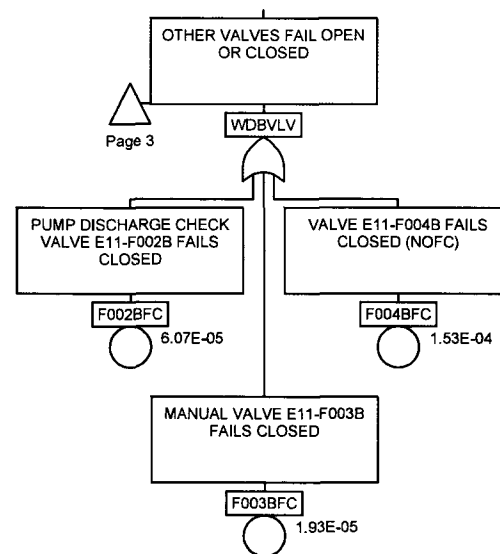 OTHER VALVES FAIL OPEN
OR CLOSED
Page 3
WDBVLV
PUMP DISCHARGE CHECK
VALVE E11-F002B FAILS
CLOSED
F002BFC
6.07E-05
VALVE E11-F004B FAILS
CLOSED (NOFC)
F004BFC
1.53E-04
MANUAL VALVE E11-F003B
FAILS CLOSED
F003BFC
1.93E-05